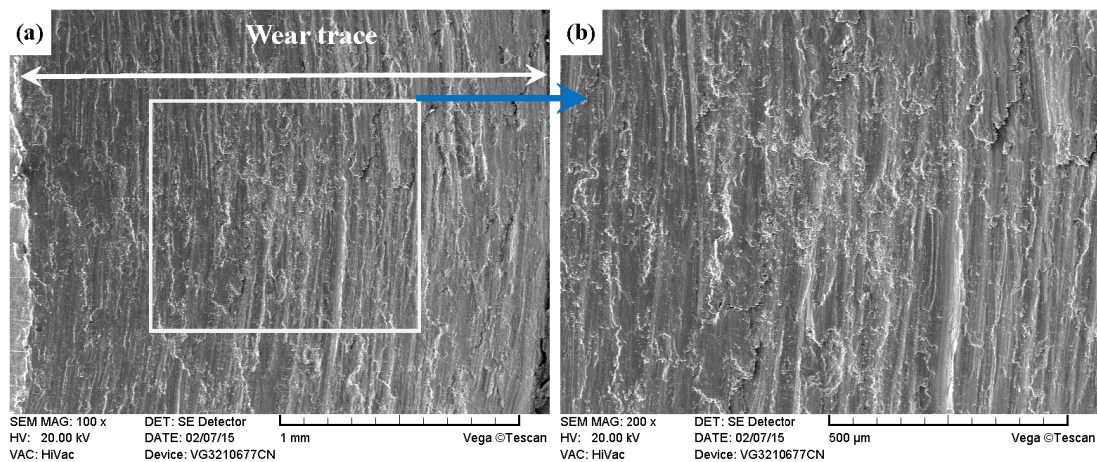 (a)
Wear trace
(b)
SEM MAG: 100 x DET: SE Detector
HV: 20.00 kV DATE: 02/07/15 1 mm Vega ©Tescan
VAC: HiVac Device: VG3210677CN
SEM MAG: 200 x DET: SE Detector
HV: 20.00 kV DATE: 02/07/15 500 µm Vega ©Tescan
VAC: HiVac Device: VG3210677CN